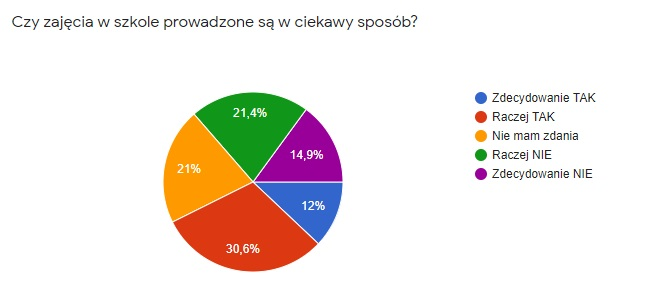 Czy zajęcia w szkole prowadzone są w ciekawy sposób?
21,4%
14,9%
21%
12%
30,6%
Zdecydowanie TAK
Raczej TAK
Nie mam zdania
Raczej NIE
Zdecydowanie NIE